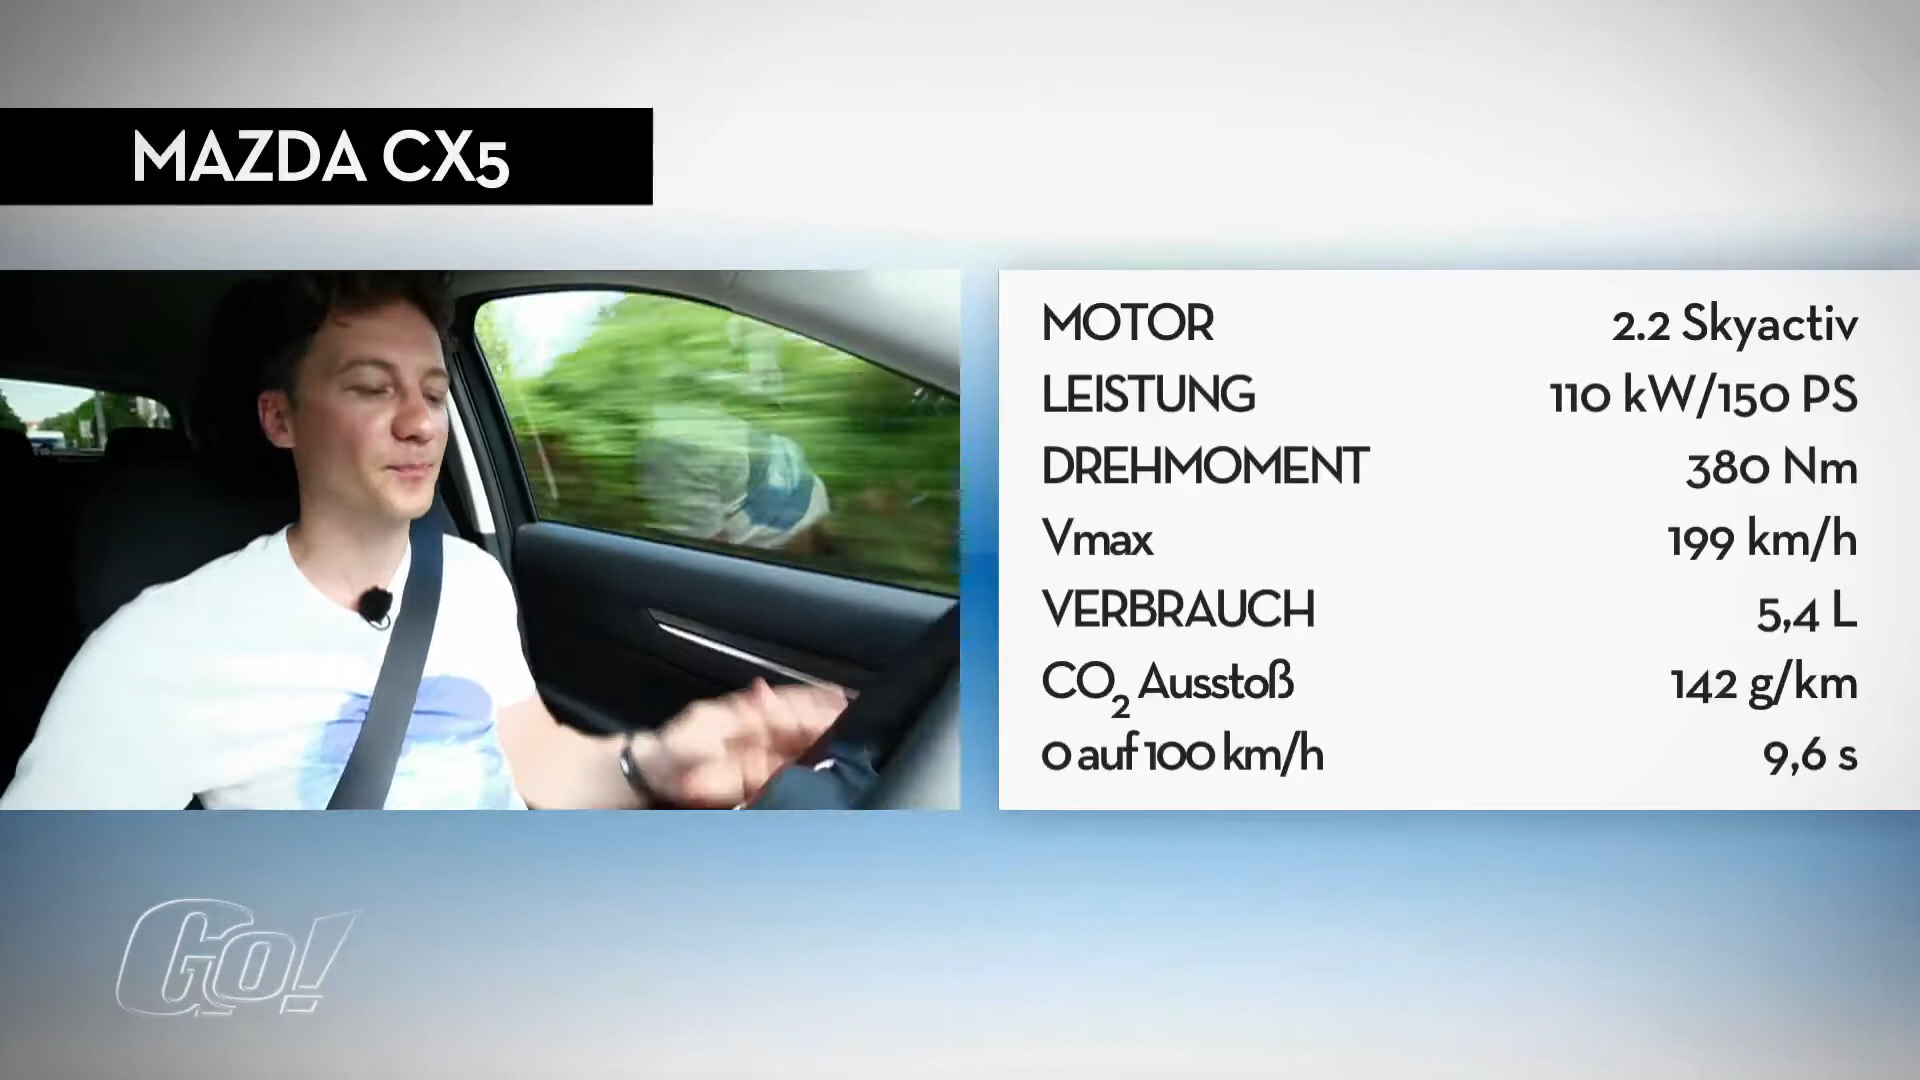 MAZDA CX5
MOTOR 2.2 Skyactiv
LEISTUNG 110 kW/150 PS
DREHMOMENT 380 Nm
Vmax 199 km/h
VERBRAUCH 5,4 L
CO₂ Ausstoß 142 g/km
0 auf 100 km/h 9,6 s
Go!